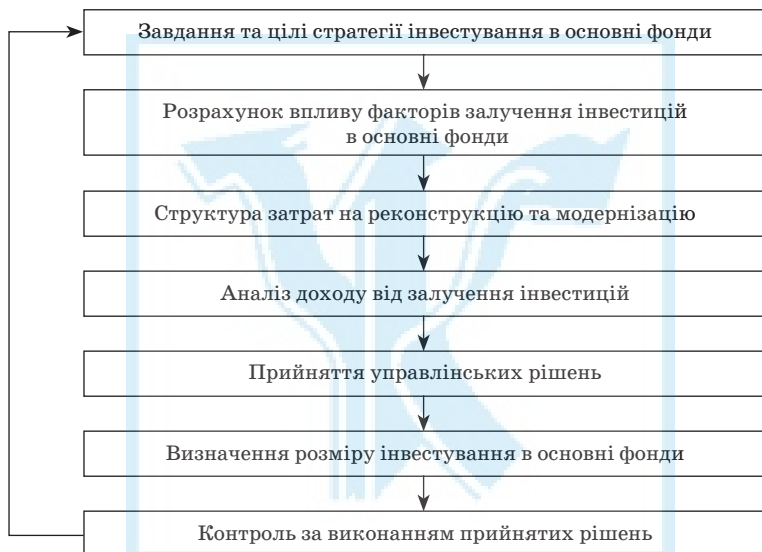 Завдання та цілі стратегії інвестування в основні фонди
Розрахунок впливу факторів залучення інвестицій
в основні фонди
Структура затрат на реконструкцію та модернізацію
Аналіз доходу від залучення інвестицій
Прийняття управлінських рішень
Визначення розміру інвестування в основні фонди
Контроль за виконанням прийнятих рішень